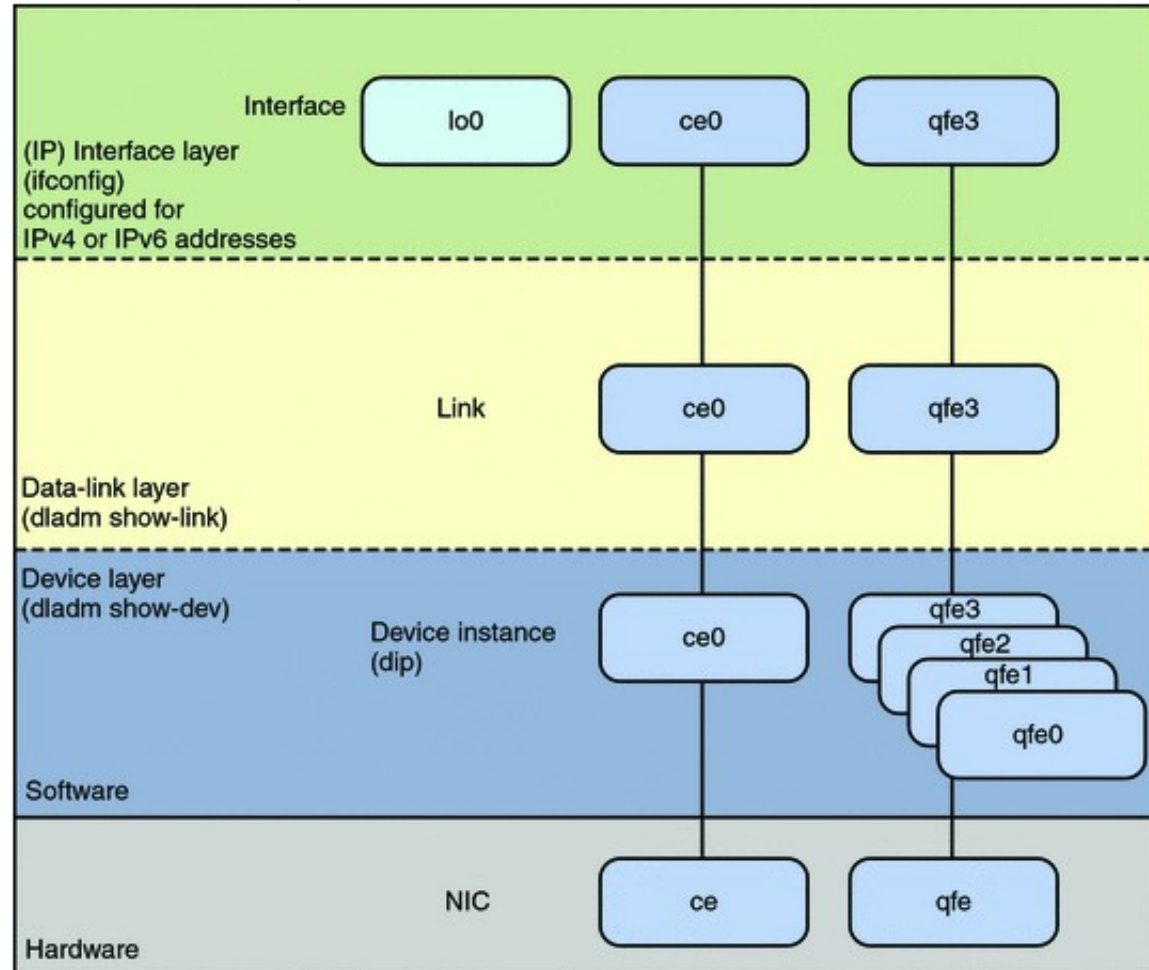 Interface
lo0
ce0
qfe3
(IP) Interface layer
(ifconfig)
configured for
IPv4 or IPv6 addresses
Link
ce0
qfe3
Data-link layer
(dladm show-link)
Device layer
(dladm show-dev)
Device instance
(dip)
ce0
qfe3
qfe2
qfe1
qfe0
Software
NIC
ce
qfe
Hardware